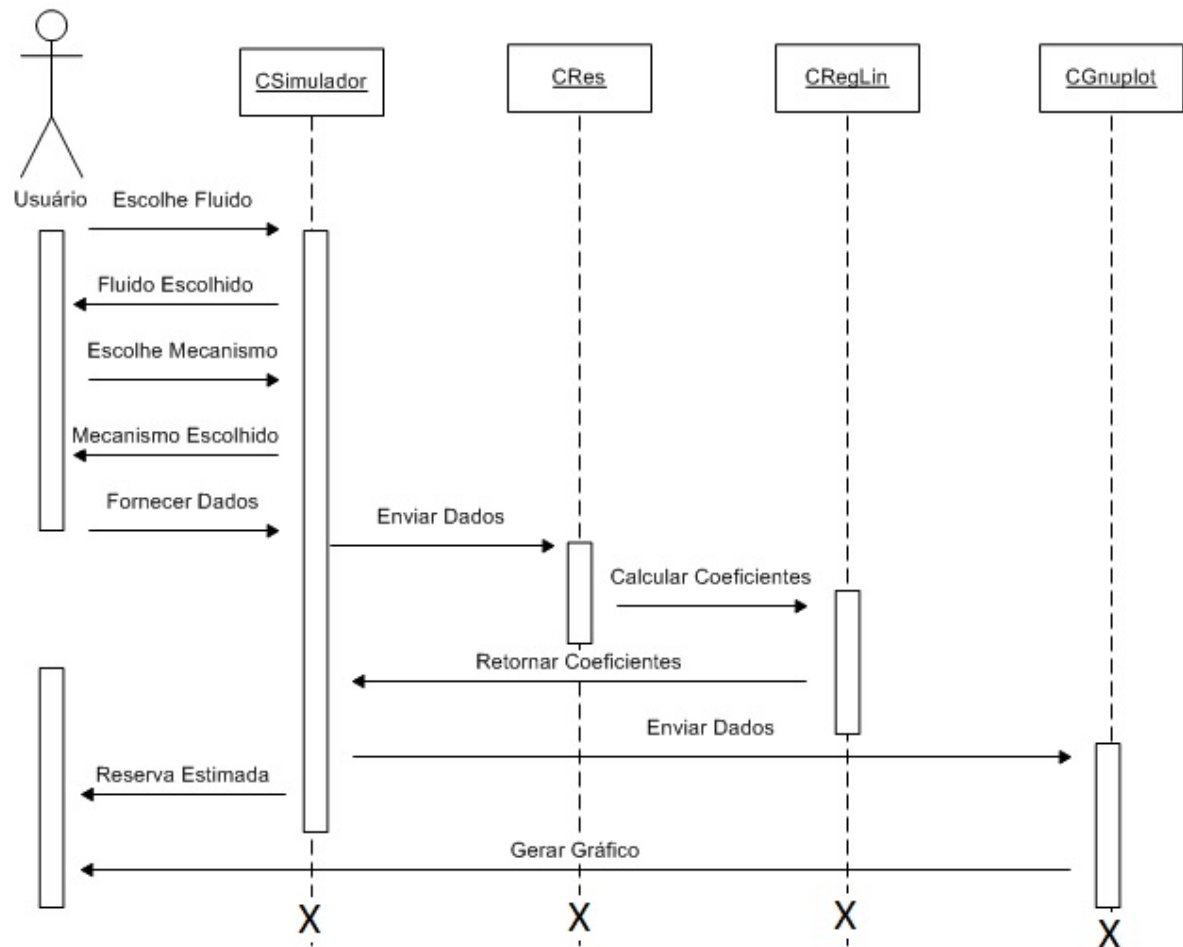 CSimulador
CRes
CRegLin
CGnuplot
Usuário
Escolhe Fluido
Fluido Escolhido
Escolhe Mecanismo
Mecanismo Escolhido
Fornecer Dados
Enviar Dados
Calcular Coeficientes
Retornar Coeficientes
Enviar Dados
Reserva Estimada
Gerar Gráfico
X
X
X
X